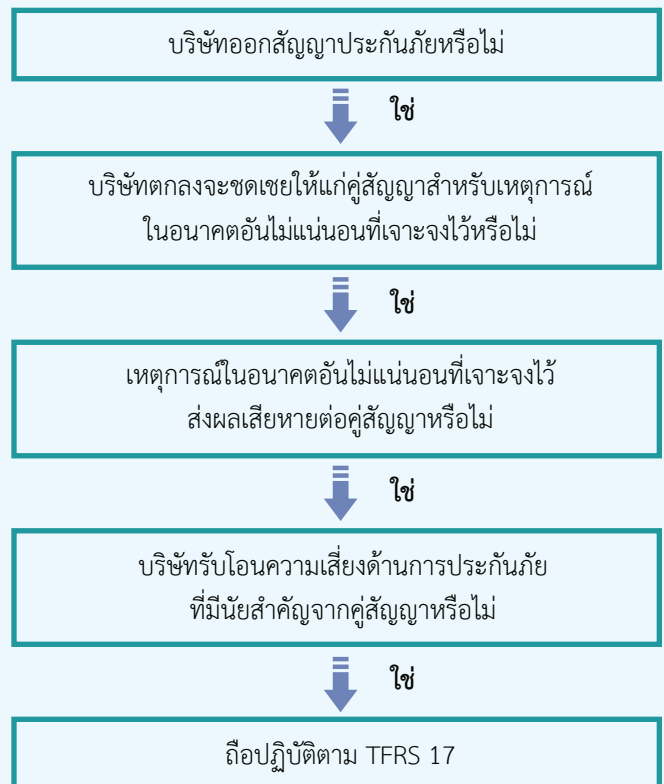 บริษัทออกสัญญาประกันภัยหรือไม่
ใช่
บริษัทตกลงจะชดเชยให้แก่คู่สัญญาสำหรับเหตุการณ์
ในอนาคตอันไม่แน่นอนที่เจาะจงไว้หรือไม่
ใช่
เหตุการณ์ในอนาคตอันไม่แน่นอนที่เจาะจงไว้
ส่งผลเสียหายต่อคู่สัญญาหรือไม่
ใช่
บริษัทรับโอนความเสี่ยงด้านการประกันภัย
ที่มีนัยสำคัญจากคู่สัญญาหรือไม่
ใช่
ถือปฏิบัติตาม TFRS 17